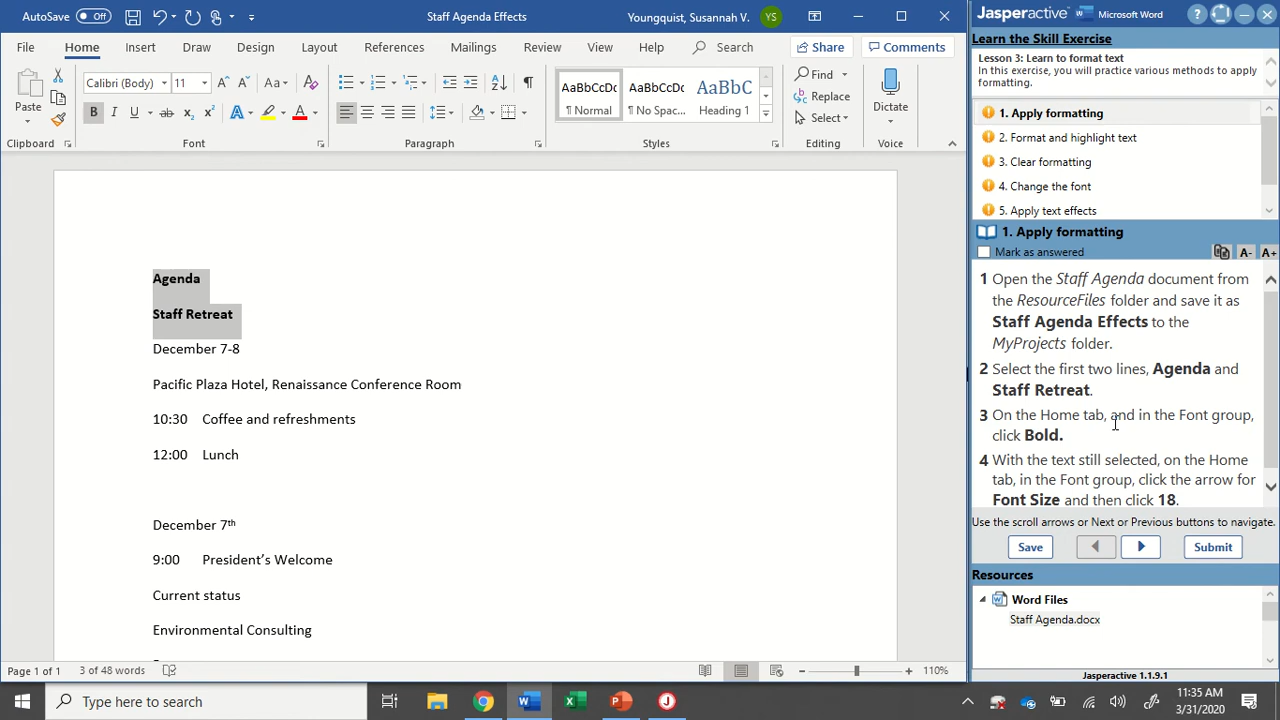 AutoSave Off Staff Agenda Effects Youngquist, Susannah V. YS
File Home Insert Draw Design Layout References Mailings Review View Help Search Share Comments
Paste Calibri (Body) 11 Aa
B I U ab x₂ x² A A
AaBbCcDc AaBbCcDc AaBbC
¶ Normal ¶ No Spac... Heading 1
Find
Replace
Select
Dictate
Clipboard Font Paragraph Styles Editing Voice
Agenda
Staff Retreat
December 7-8
Pacific Plaza Hotel, Renaissance Conference Room
10:30 Coffee and refreshments
12:00 Lunch
December 7th
9:00 President's Welcome
Current status
Environmental Consulting
Page 1 of 1 3 of 48 words 110%
Jasperactive Microsoft Word
Learn the Skill Exercise
Lesson 3: Learn to format text
In this exercise, you will practice various methods to apply
formatting.
1. Apply formatting
2. Format and highlight text
3. Clear formatting
4. Change the font
5. Apply text effects
1. Apply formatting
Mark as answered A- A+
1 Open the Staff Agenda document from
the ResourceFiles folder and save it as
Staff Agenda Effects to the
MyProjects folder.
2 Select the first two lines, Agenda and
Staff Retreat.
3 On the Home tab, and in the Font group,
click Bold.
4 With the text still selected, on the Home
tab, in the Font group, click the arrow for
Font Size and then click 18.
Use the scroll arrows or Next or Previous buttons to navigate.
Save Submit
Resources
Word Files
Staff Agenda.docx
Jasperactive 1.1.9.1
Type here to search
11:35 AM
3/31/2020